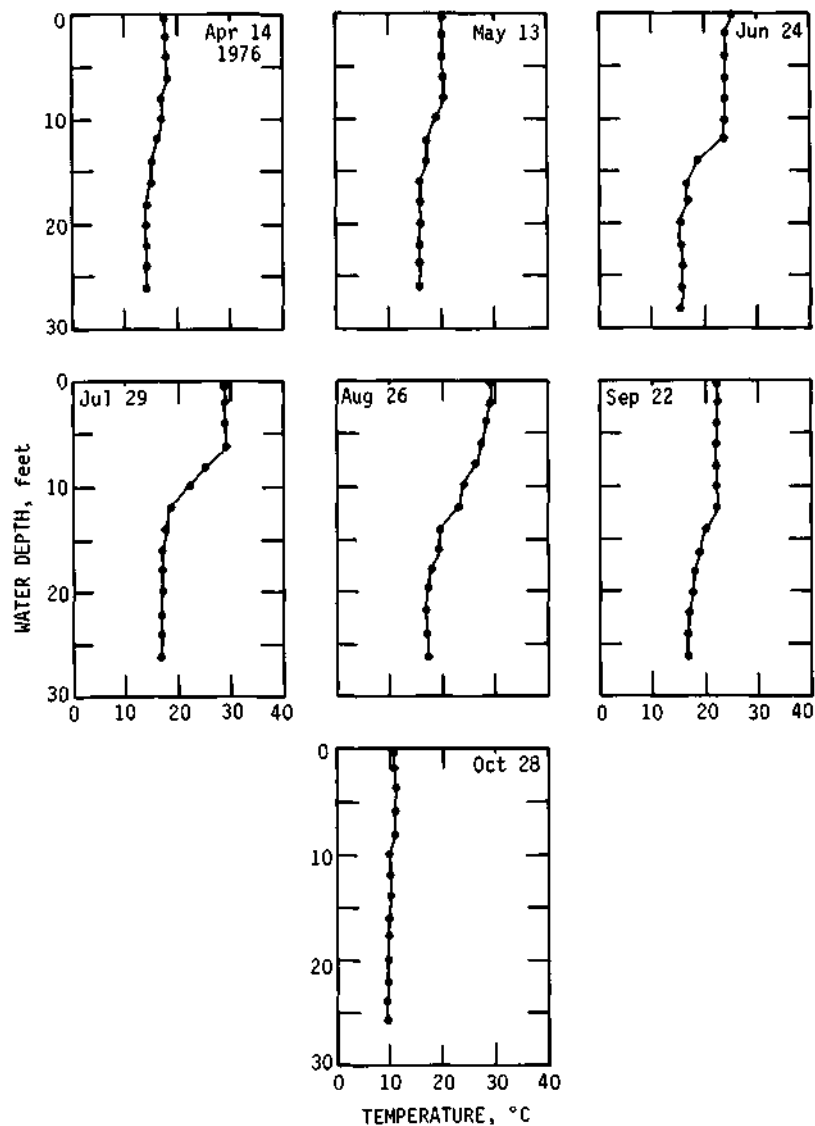 0
10
20
30
Apr 14
1976
May 13
Jun 24
WATER DEPTH, feet
0
10
20
30
Jul 29
Aug 26
Sep 22
0 10 20 30 40
0 10 20 30 40
0
10
20
30
Oct 28
0 10 20 30 40
TEMPERATURE, °C